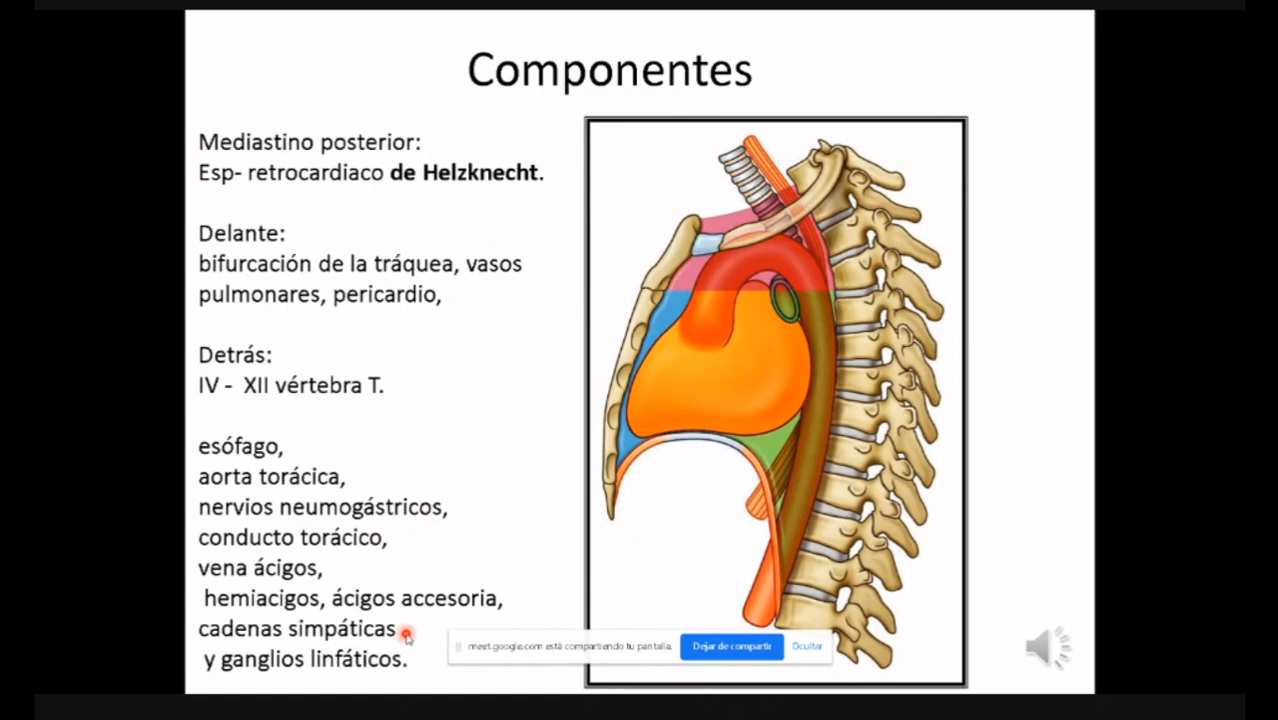 Componentes
Mediastino posterior:
Esp- retrocardiaco de Helzknecht.
Delante:
bifurcación de la tráquea, vasos
pulmonares, pericardio,
Detrás:
IV - XII vértebra T.
esófago,
aorta torácica,
nervios neumogástricos,
conducto torácico,
vena ácigos,
hemiacigos, ácigos accesoria,
cadenas simpáticas
y ganglios linfáticos.
meet.google.com está compartiendo tu pantalla. Dejar de compartir Ocultar